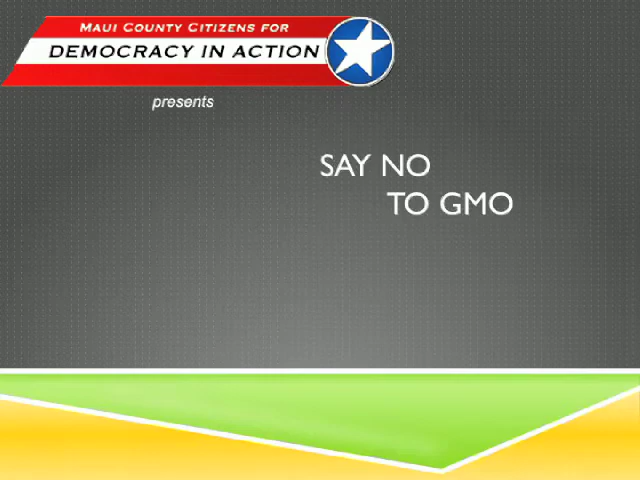 MAUI COUNTY CITIZENS FOR
DEMOCRACY IN ACTION
presents
SAY NO
TO GMO